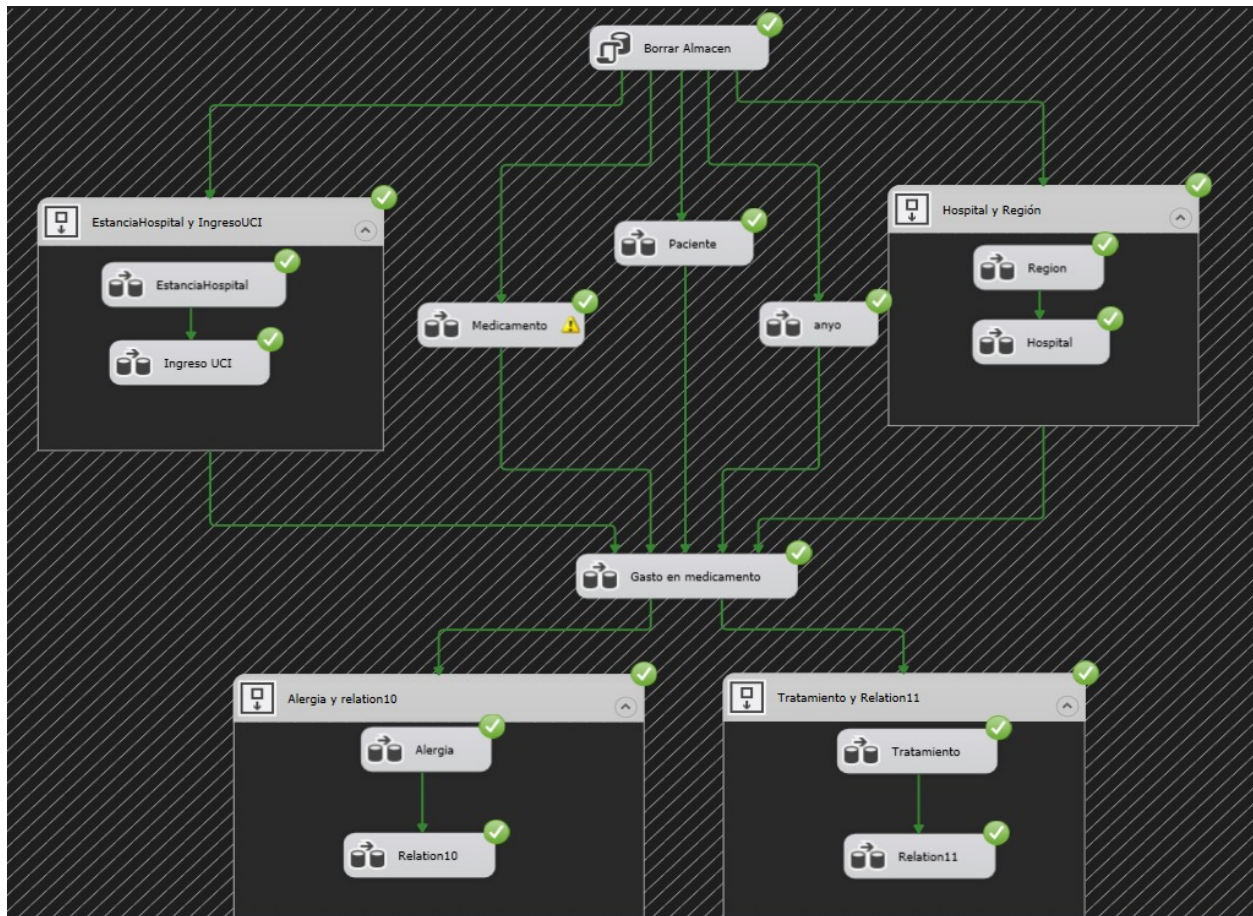 Borrar Almacen
EstanciaHospital y IngresoUCI
EstanciaHospital
Ingreso UCI
Medicamento
Paciente
anyo
Hospital y Región
Region
Hospital
Gasto en medicamento
Alergia y relation10
Alergia
Relation10
Tratamiento y Relation11
Tratamiento
Relation11